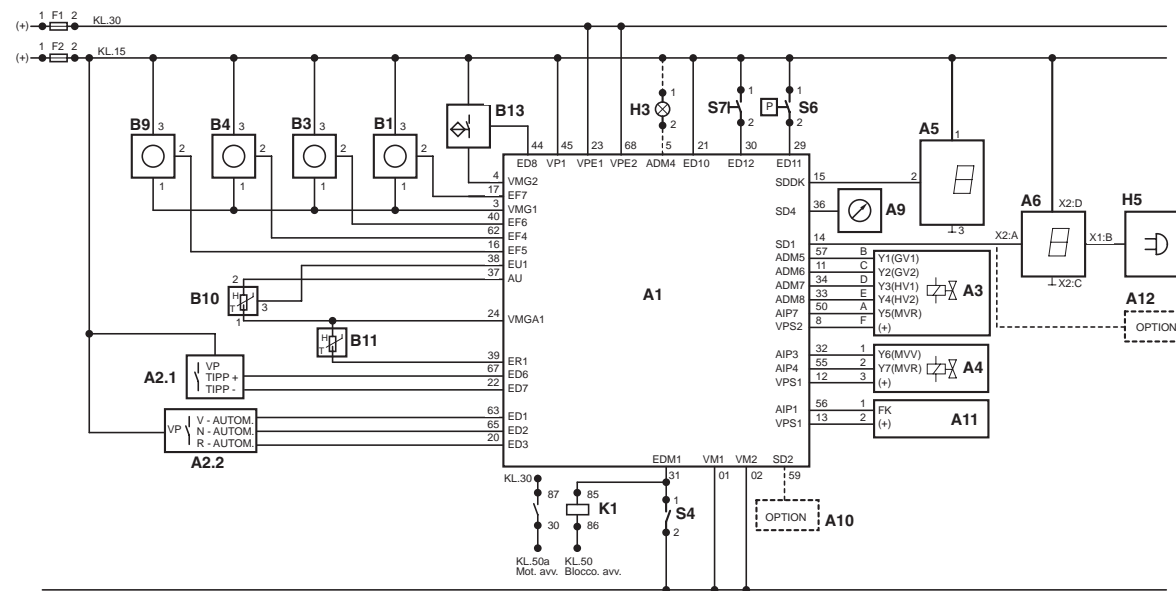 (+) 1 F1 2 KL.30
(+) 1 F2 2 KL.15
B9 3 2 1
B4 3 2 1
B3 3 2 1
B1 3 2 1
B13
H3 1 2
S7 1 2
P S6 1 2
A5 1 2 3
A6 X2:D X2:A X1:B X2:C
H5
44 45 23 68 5 21 30 29
ED8 VP1 VPE1 VPE2 ADM4 ED10 ED12 ED11
4 VMG2
17 EF7
3 VMG1
40 EF6
62 EF4
16 EF5
38 EU1
37 AU
24 VMGA1
39 ER1
67 ED6
22 ED7
63 ED1
65 ED2
20 ED3
A1
SDDK 15
SD4 36 A9
SD1 14
ADM5 57 B Y1(GV1)
ADM6 11 C Y2(GV2)
ADM7 34 D Y3(HV1)
ADM8 33 E Y4(HV2)
AIP7 50 A Y5(MVR)
VPS2 8 F (+)
A3
AIP3 32 1 Y6(MVV)
AIP4 55 2 Y7(MVR)
VPS1 12 3 (+)
A4
AIP1 56 1 FK
VPS1 13 2 (+)
A11
A12
OPTION
B10 H T 2 3 1
B11 H T
A2.1 VP
TIPP +
TIPP -
VP V - AUTOM.
N - AUTOM.
R - AUTOM.
A2.2
EDM1 VM1 VM2 SD2
31 01 02 59
KL.30 87 30
KL.50a
Mot. avv.
85 K1 86
KL.50
Blocco. avv.
1 S4 2
OPTION A10